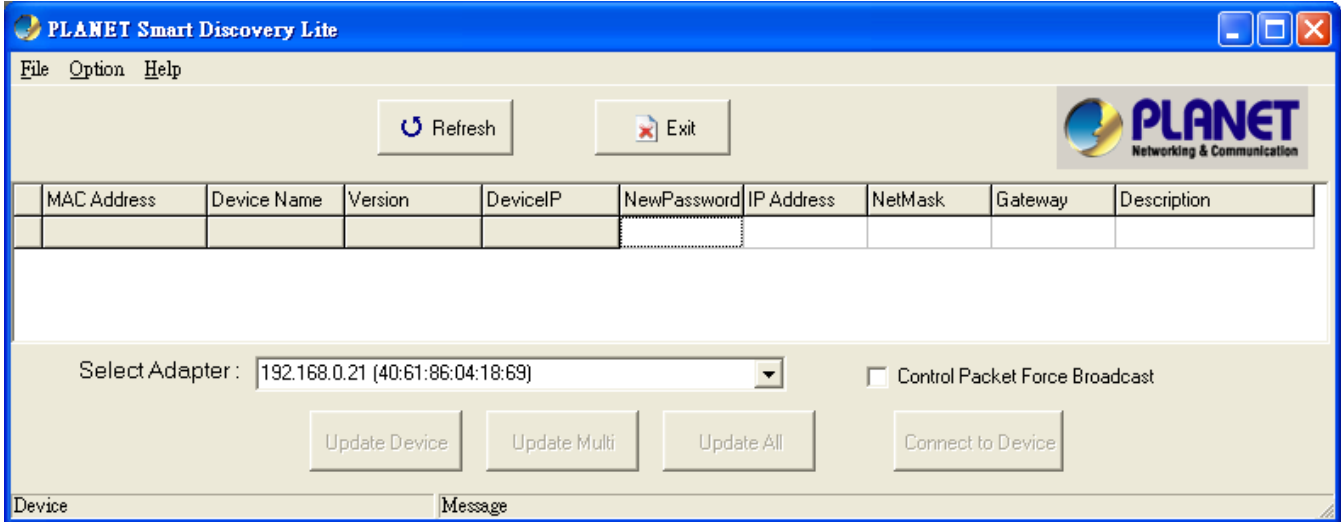 PLANET Smart Discovery Lite
File Option Help
Refresh Exit
PLANET
Networking & Communication
MAC Address Device Name Version DeviceIP NewPassword IP Address NetMask Gateway Description
Select Adapter : 192.168.0.21 (40:61:86:04:18:69) Control Packet Force Broadcast
Update Device Update Multi Update All Connect to Device
Device Message